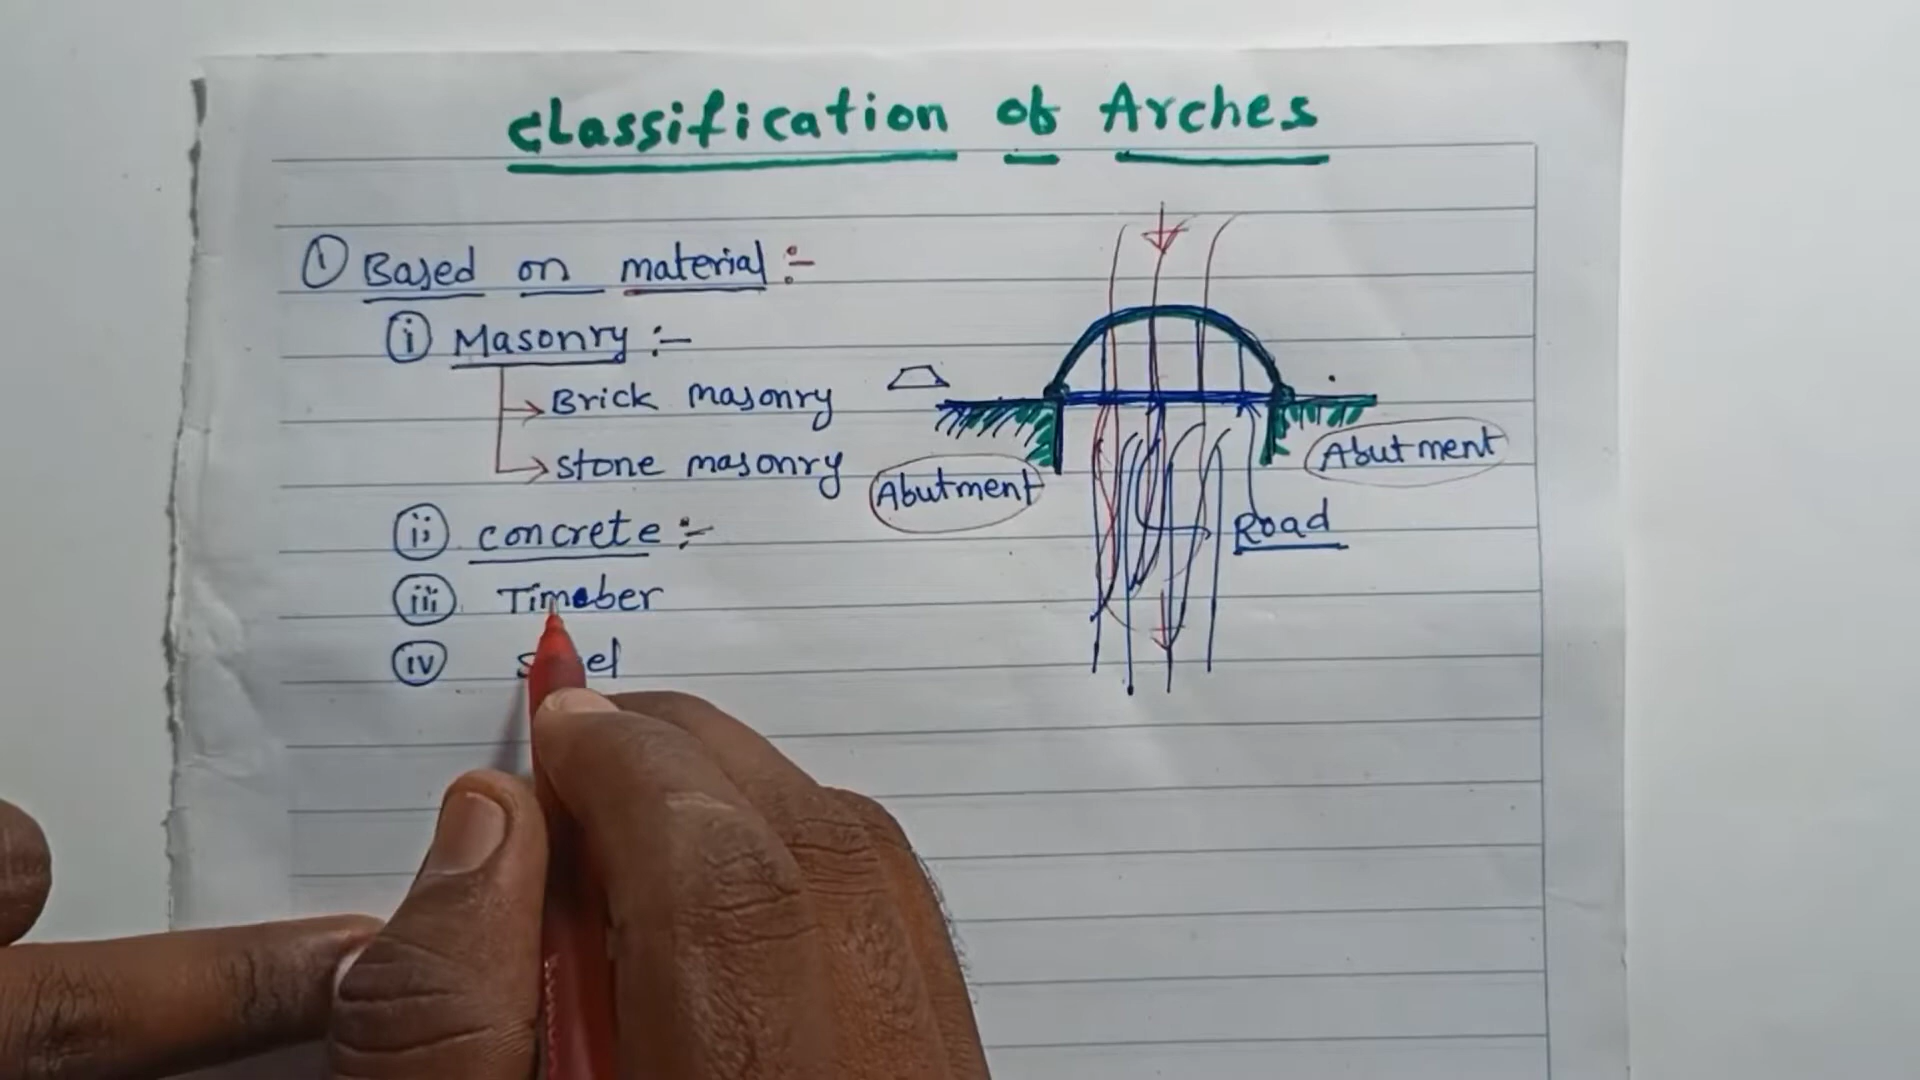 classification of Arches
① Based on material :-
ⓘ Masonry :-
Brick masonry
stone masonry
ii concrete :-
iii Timber
iv
Abutment
Abutment
Road